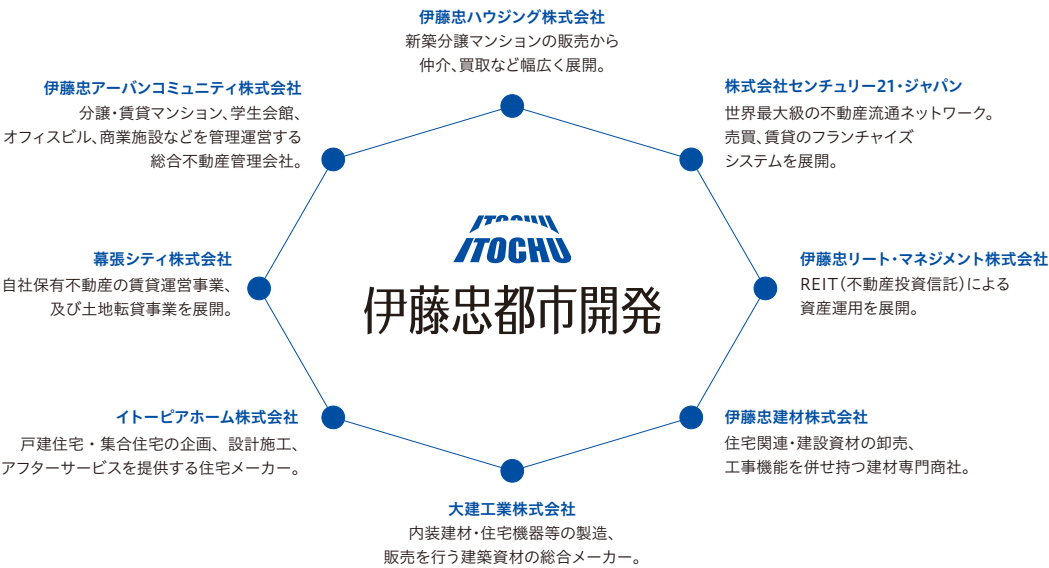 伊藤忠ハウジング株式会社
新築分譲マンションの販売から
仲介、買取など幅広く展開。
伊藤忠アーバンコミュニティ株式会社
分譲・賃貸マンション、学生会館、
オフィスビル、商業施設などを管理運営する
総合不動産管理会社。
株式会社センチュリー21・ジャパン
世界最大級の不動産流通ネットワーク。
売買、賃貸のフランチャイズ
システムを展開。
幕張シティ株式会社
自社保有不動産の賃貸運営事業、
及び土地転貸事業を展開。
ITOCHU
ITOCHU
伊藤忠都市開発
伊藤忠リート・マネジメント株式会社
REIT(不動産投資信託)による
資産運用を展開。
イトーピアホーム株式会社
戸建住宅・集合住宅の企画、設計施工、
アフターサービスを提供する住宅メーカー。
伊藤忠建材株式会社
住宅関連・建設資材の卸売、
工事機能を併せ持つ建材専門商社。
大建工業株式会社
内装建材・住宅機器等の製造、
販売を行う建築資材の総合メーカー。